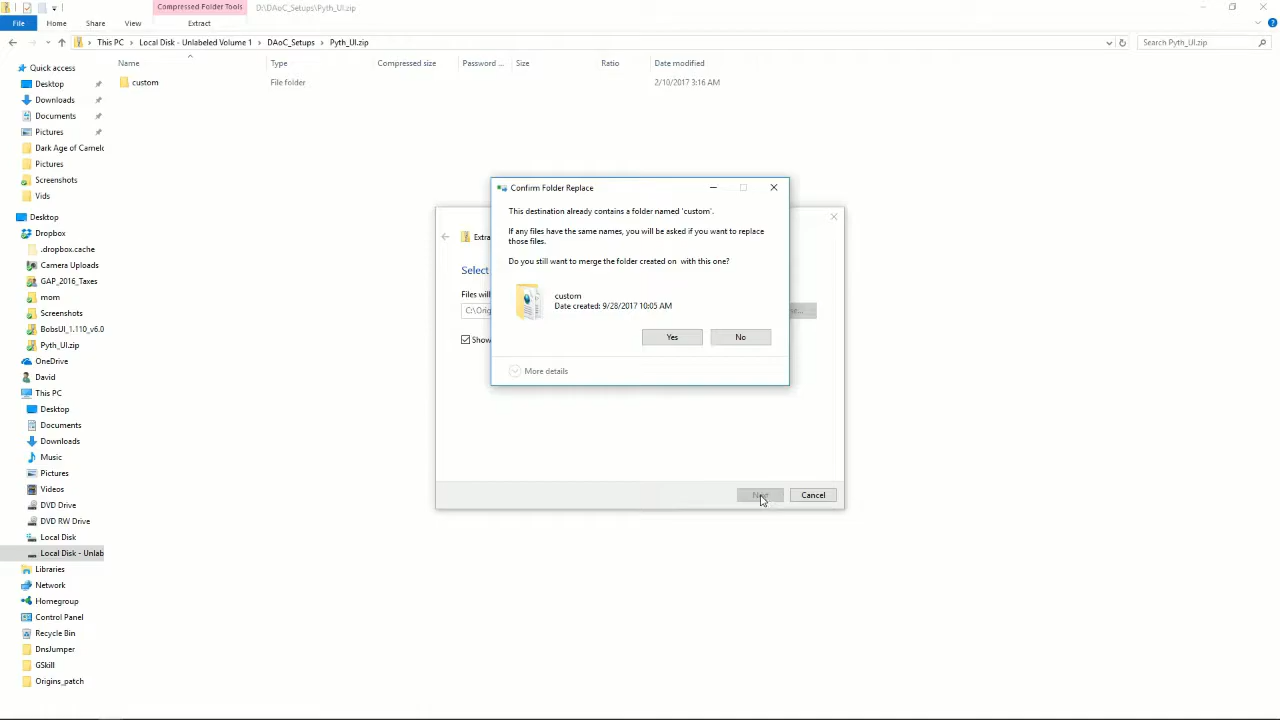 Compressed Folder Tools
D:\DAoC_Setups\Pyth_UI.zip
File
Home
Share
View
Extract
This PC
Local Disk - Unlabeled Volume 1
DAoC_Setups
Pyth_UI.zip
Search Pyth_UI.zip
Name
Type
Compressed size
Password ...
Size
Ratio
Date modified
custom
File folder
2/10/2017 3:16 AM
Quick access
Desktop
Downloads
Documents
Pictures
Dark Age of Camelo
Pictures
Screenshots
Vids
Desktop
Dropbox
.dropbox.cache
Camera Uploads
GAP_2016_Taxes
mom
Screenshots
BobsUI_1.110_v6.0
Pyth_UI.zip
OneDrive
David
This PC
Desktop
Documents
Downloads
Music
Pictures
Videos
DVD Drive
DVD RW Drive
Local Disk
Local Disk - Unlab
Libraries
Network
Homegroup
Control Panel
Recycle Bin
DnsJumper
GSkill
Origins_patch
Confirm Folder Replace
This destination already contains a folder named 'custom'.
If any files have the same names, you will be asked if you want to replace
those files.
Do you still want to merge the folder created on with this one?
custom
Date created: 9/28/2017 10:05 AM
Yes
No
More details
Extra
Select
Files will
C:\Orig
Show
Cancel